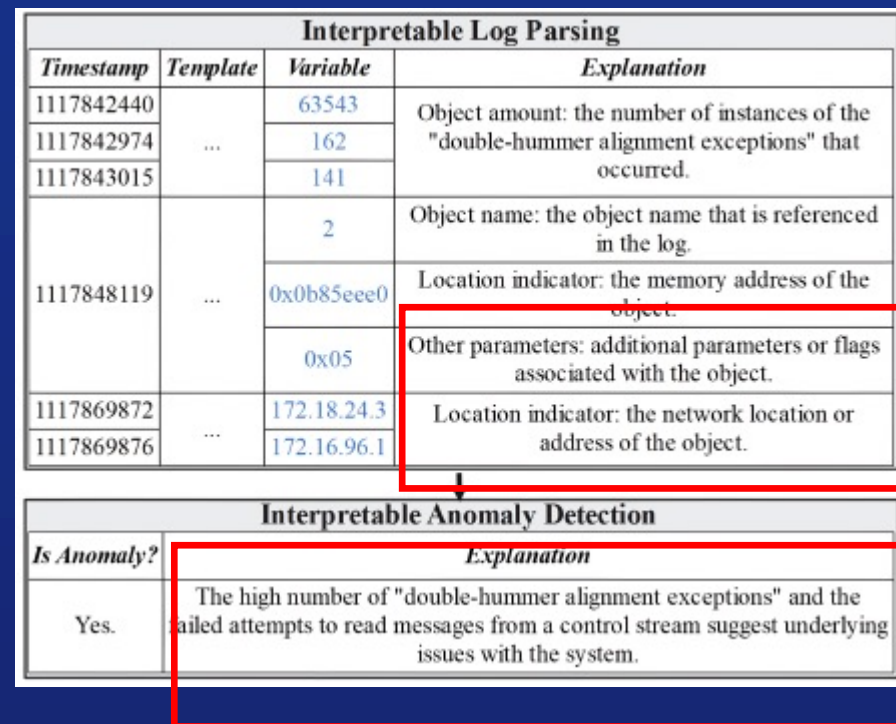 Interpretable Log Parsing
Timestamp Template Variable Explanation
1117842440 63543
1117842974 ... 162
1117843015 141
Object amount: the number of instances of the
"double-hummer alignment exceptions" that
occurred.
1117848119 ...
2
Object name: the object name that is referenced
in the log.
0x0b85eee0
Location indicator: the memory address of the
object.
0x05
Other parameters: additional parameters or flags
associated with the object.
1117869872 172.18.24.3
...
1117869876 172.16.96.1
Location indicator: the network location or
address of the object.
Interpretable Anomaly Detection
Is Anomaly? Explanation
Yes.
The high number of "double-hummer alignment exceptions" and the
failed attempts to read messages from a control stream suggest underlying
issues with the system.